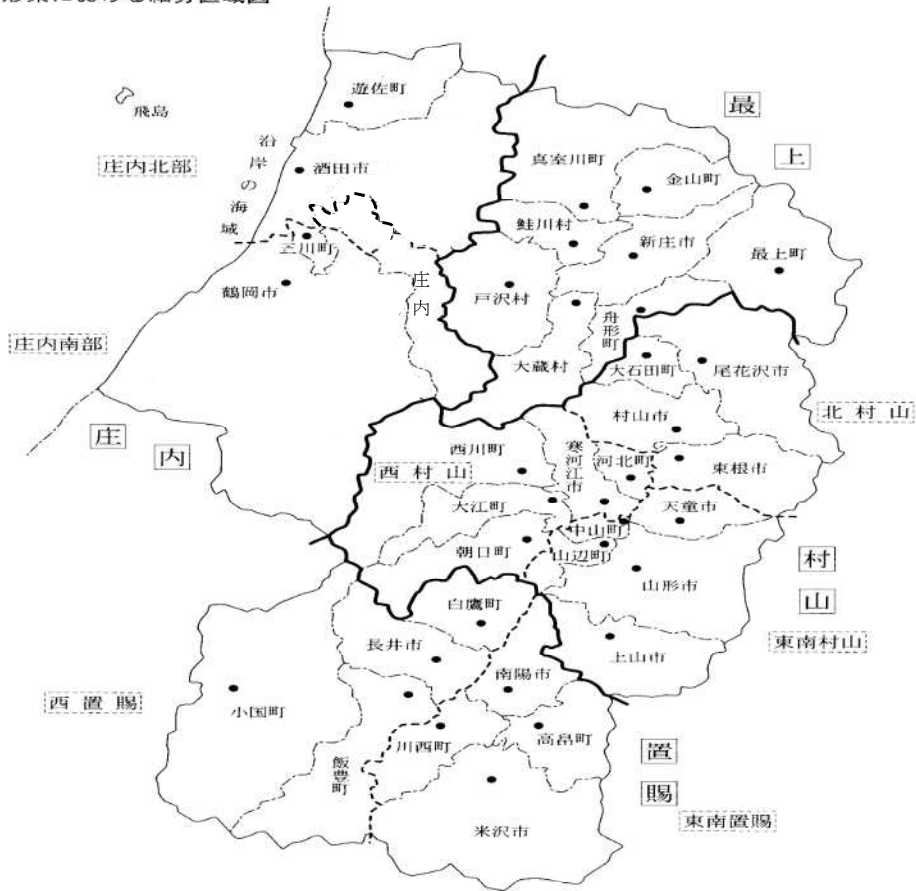 形県における細分区域図
飛島
遊佐町
最上
沿岸の海域
庄内北部
酒田市
真室川町
金山町
鮭川村
新庄市
最上町
三川町
鶴岡市
庄内
戸沢村
舟形町
庄内南部
大蔵村
大石田町
尾花沢市
北村山
庄内
村山市
西川町
寒河江市
河北町
東根市
西村山
大江町
天童市
中山町
朝日町
山辺町
山形市
村山
白鷹町
東南村山
長井市
上山市
南陽市
西置賜
小国町
飯豊町
川西町
高畠町
置賜
東南置賜
米沢市